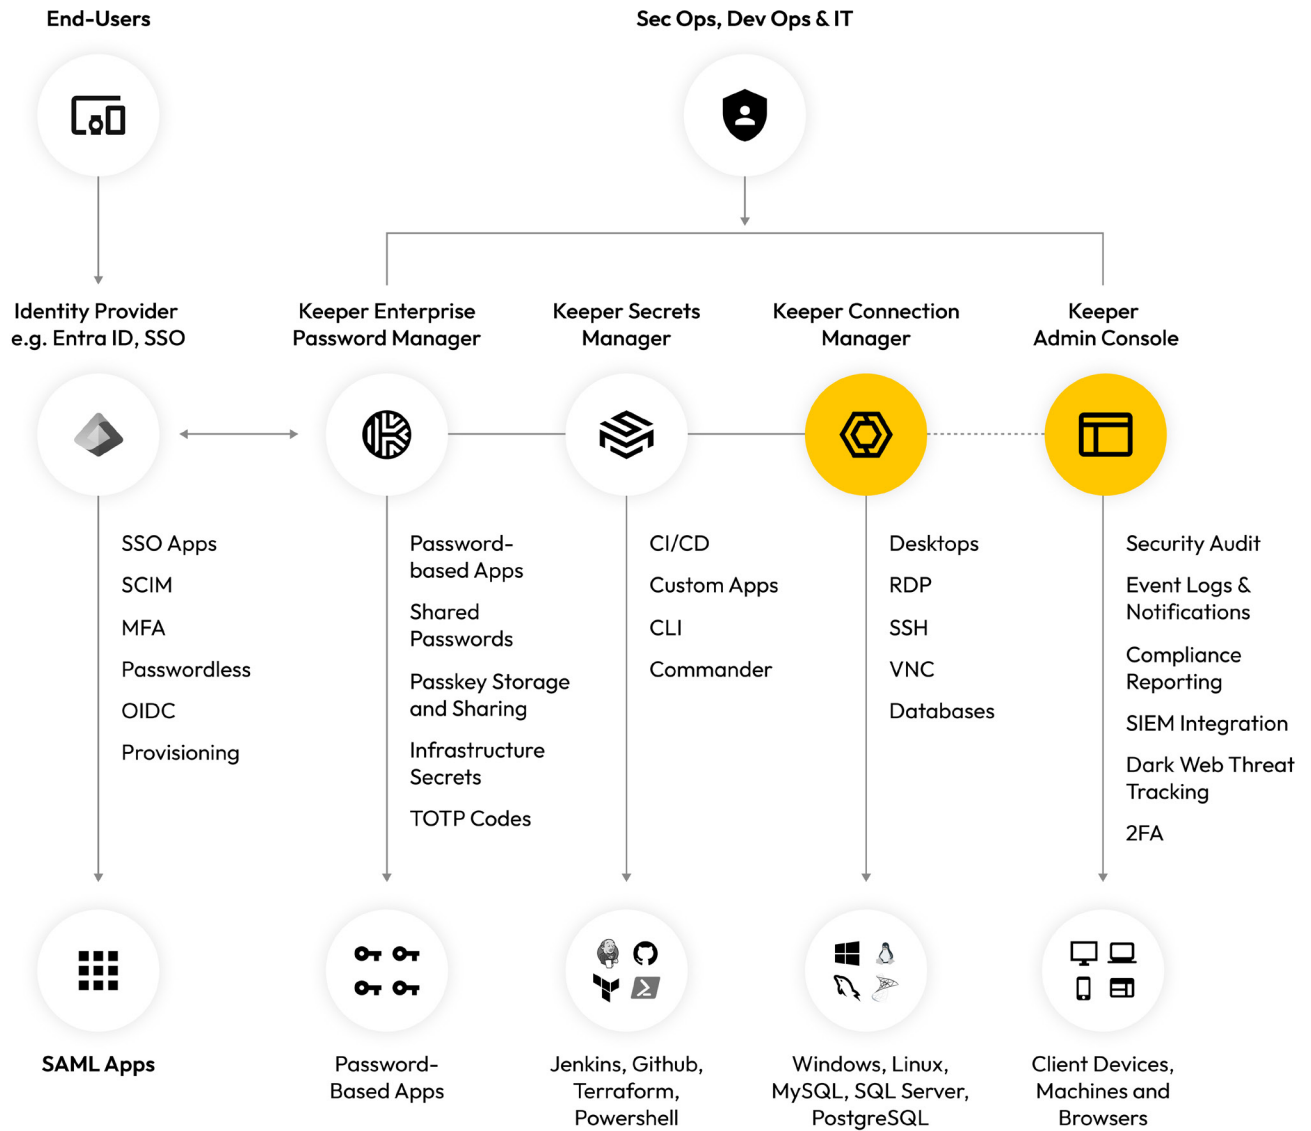 End-Users
Sec Ops, Dev Ops & IT
Identity Provider
e.g. Entra ID, SSO
Keeper Enterprise
Password Manager
Keeper Secrets
Manager
Keeper Connection
Manager
Keeper
Admin Console
SSO Apps
SCIM
MFA
Passwordless
OIDC
Provisioning
Password-
based Apps
Shared
Passwords
Passkey Storage
and Sharing
Infrastructure
Secrets
TOTP Codes
CI/CD
Custom Apps
CLI
Commander
Desktops
RDP
SSH
VNC
Databases
Security Audit
Event Logs &
Notifications
Compliance
Reporting
SIEM Integration
Dark Web Threat
Tracking
2FA
SAML Apps
Password-
Based Apps
Jenkins, Github,
Terraform,
Powershell
Windows, Linux,
MySQL, SQL Server,
PostgreSQL
Client Devices,
Machines and
Browsers